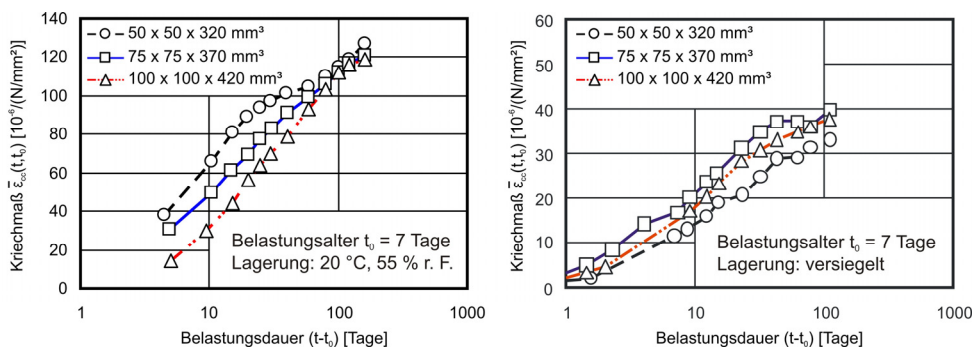 140
120
100
80
60
40
20
0
Kriechmaß ε̅cc(t,t₀) [10⁻⁶/(N/mm²)]
50 x 50 x 320 mm³
75 x 75 x 370 mm³
100 x 100 x 420 mm³
Belastungsalter t₀ = 7 Tage
Lagerung: 20 °C, 55 % r. F.
1 10 100 1000
Belastungsdauer (t-t₀) [Tage]
60
50
40
30
20
10
0
Kriechmaß ε̅cc(t,t₀) [10⁻⁶/(N/mm²)]
50 x 50 x 320 mm³
75 x 75 x 370 mm³
100 x 100 x 420 mm³
Belastungsalter t₀ = 7 Tage
Lagerung: versiegelt
1 10 100 1000
Belastungsdauer (t-t₀) [Tage]